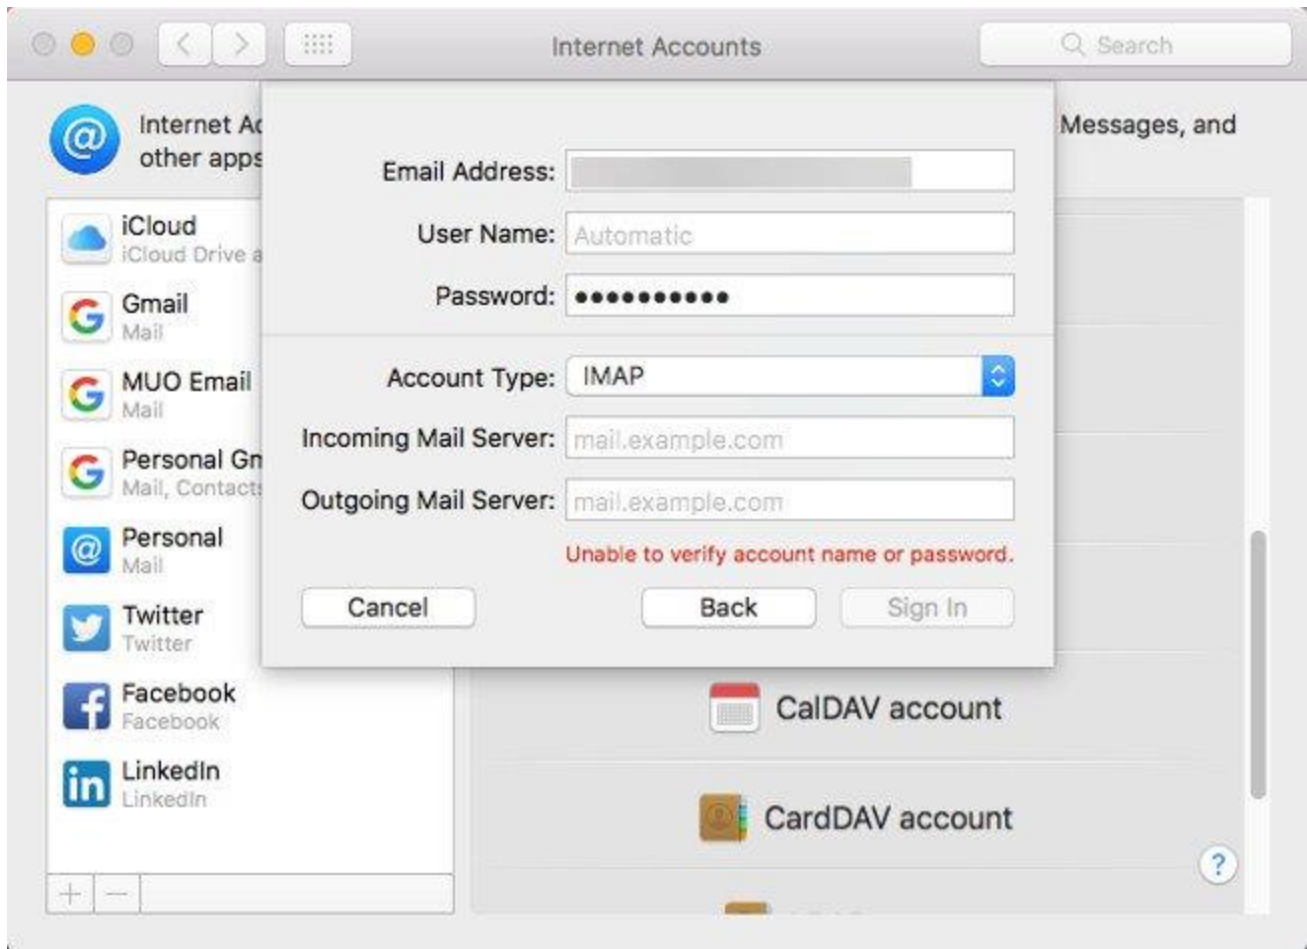 Internet Accounts
Search
Internet Ac
Messages, and
other apps
Email Address:
User Name: Automatic
Password: ●●●●●●●●●●
Account Type: IMAP
Incoming Mail Server: mail.example.com
Outgoing Mail Server: mail.example.com
Unable to verify account name or password.
Cancel
Back
Sign In
iCloud
iCloud Drive a
Gmail
Mail
MUO Email
Mail
Personal Gm
Mail, Contacts
Personal
Mail
Twitter
Twitter
Facebook
Facebook
LinkedIn
LinkedIn
CalDAV account
CardDAV account
?